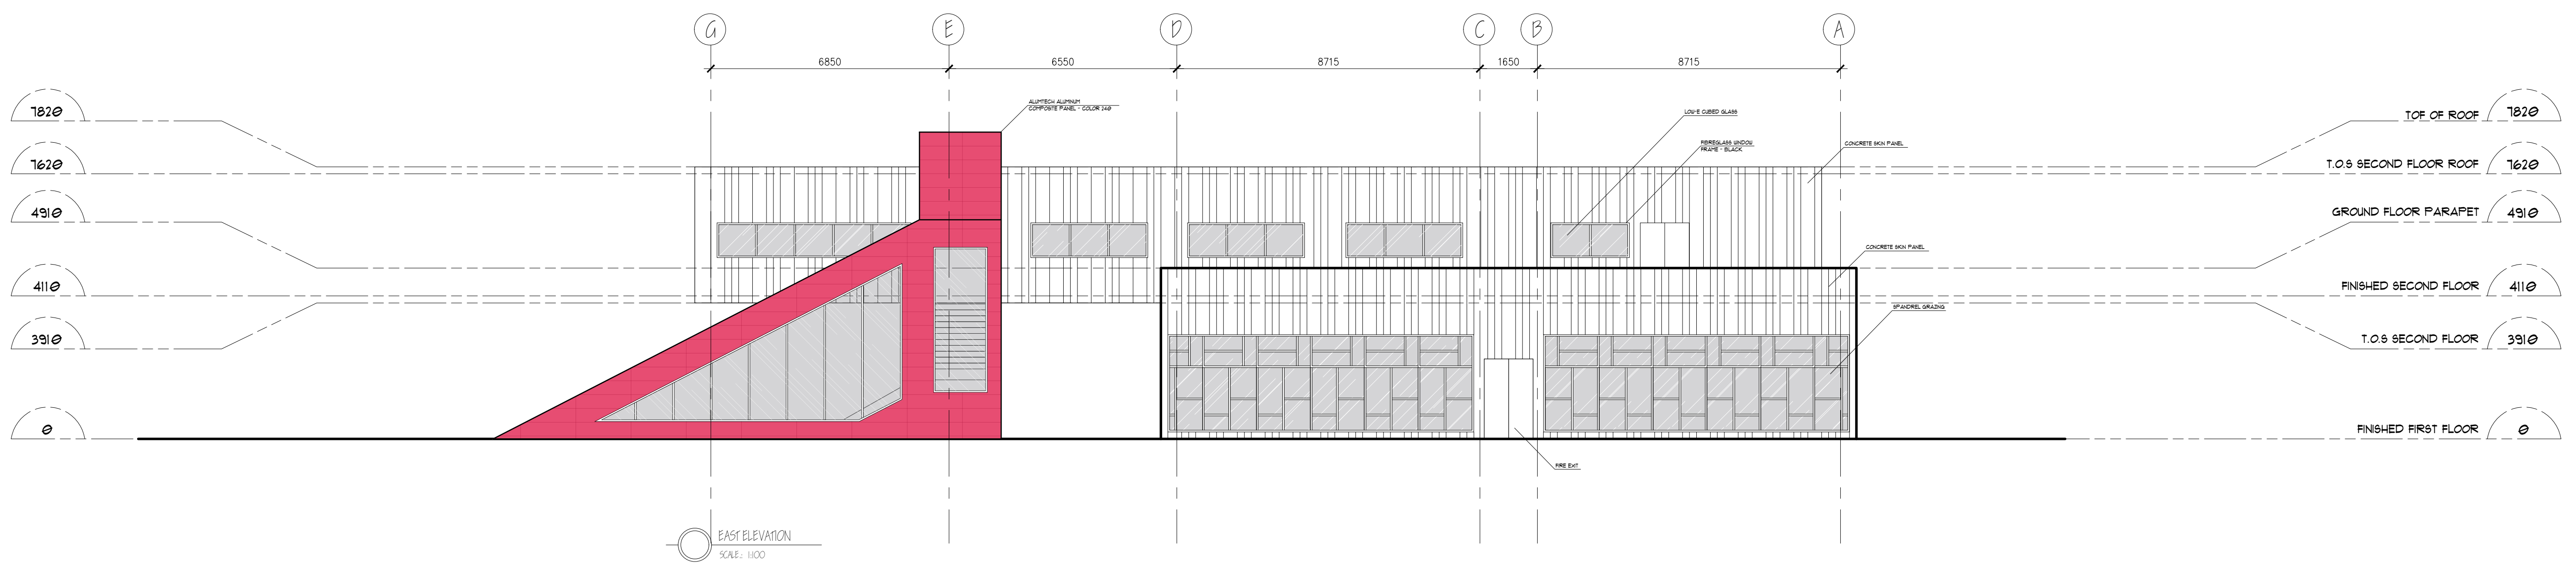 G E D C B A
6850 6550 8715 1650 8715
ALUMTECH ALUMINUM
COMPOSITE PANEL - COLOR 240
LOW-E CUBED GLASS
FIBREGLASS WINDOW
FRAME - BLACK
CONCRETE SKIN PANEL
7820
TOF OF ROOF 7820
7620
T.O.S SECOND FLOOR ROOF 7620
4910
GROUND FLOOR PARAPET 4910
CONCRETE SKIN PANEL
4110
FINISHED SECOND FLOOR 4110
SPANDREL GRAZING
3910
T.O.S SECOND FLOOR 3910
0
FINISHED FIRST FLOOR 0
FIRE EXIT
EAST ELEVATION
SCALE: 1:100